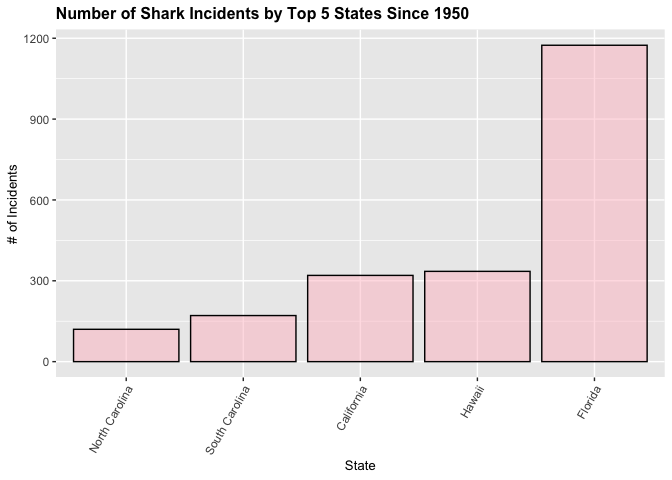 Number of Shark Incidents by Top 5 States Since 1950
# of Incidents
1200
900
600
300
0
North Carolina
South Carolina
California
Hawaii
Florida
State